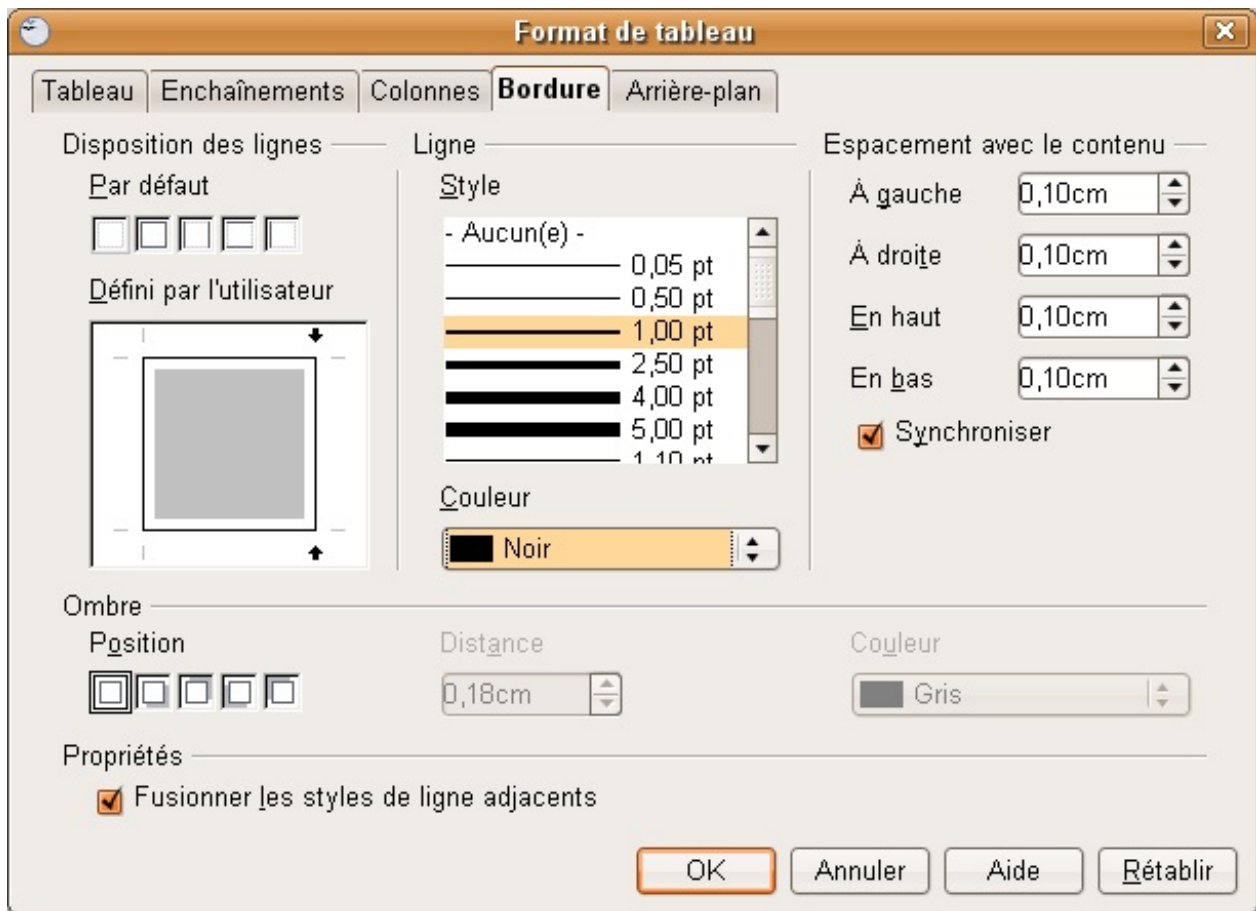 Format de tableau
Tableau Enchaînements Colonnes Bordure Arrière-plan
Disposition des lignes
Par défaut
Défini par l'utilisateur
Ligne
Style
- Aucun(e) -
0,05 pt
0,50 pt
1,00 pt
2,50 pt
4,00 pt
5,00 pt
1,10 pt
Couleur
Noir
Espacement avec le contenu
À gauche 0,10cm
À droite 0,10cm
En haut 0,10cm
En bas 0,10cm
Synchroniser
Ombre
Position
Distance
0,18cm
Couleur
Gris
Propriétés
Fusionner les styles de ligne adjacents
OK Annuler Aide Rétablir